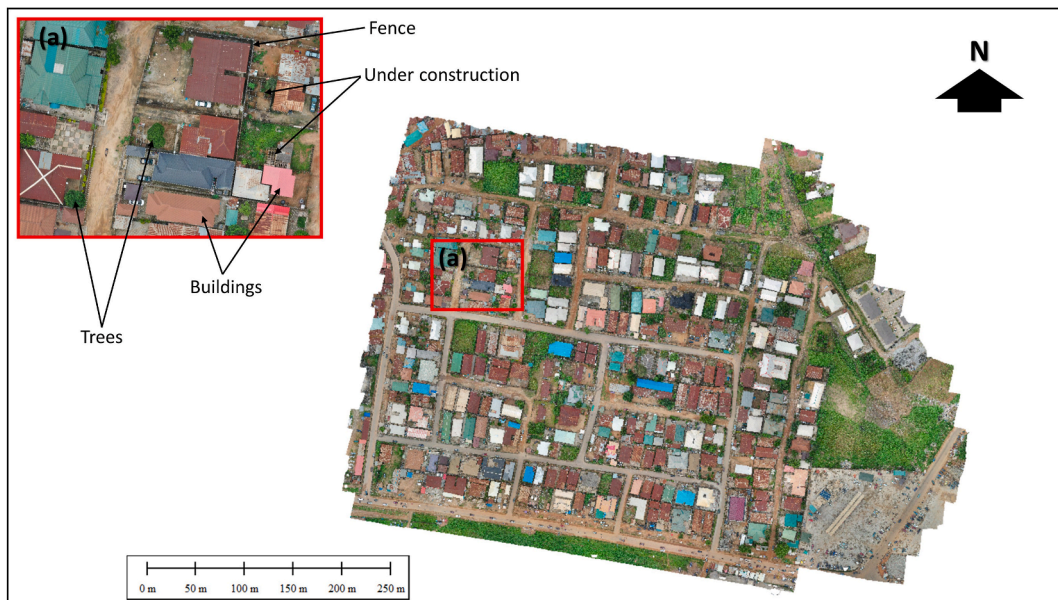 (a)
Fence
Under construction
Buildings
Trees
N
(a)
0 m
50 m
100 m
150 m
200 m
250 m